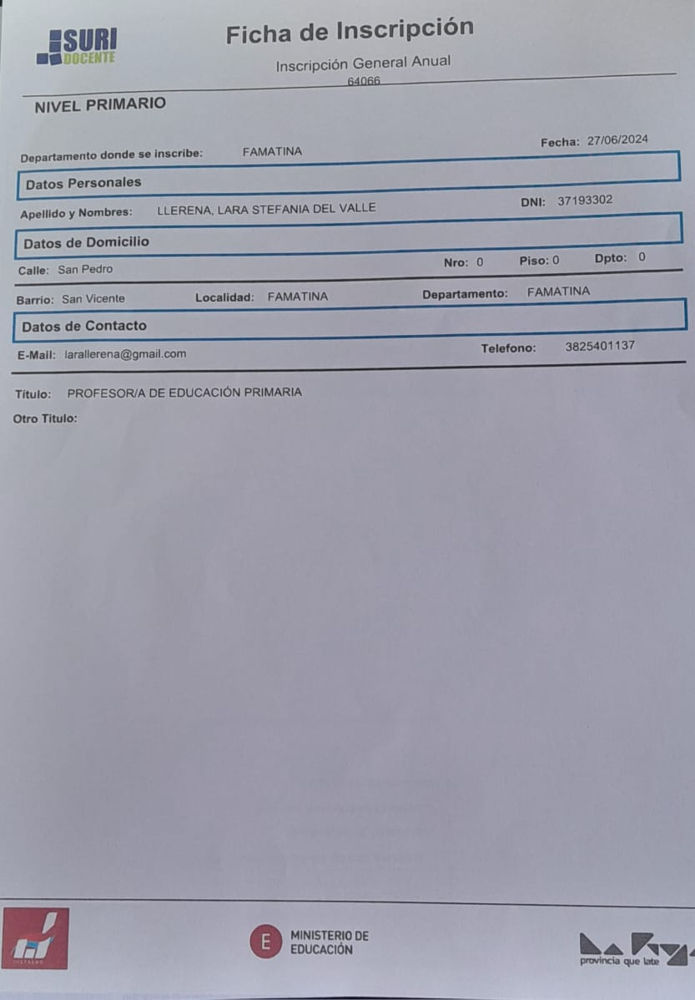 SURI
DOCENTE
Ficha de Inscripción
Inscripción General Anual
64066
NIVEL PRIMARIO
Departamento donde se inscribe: FAMATINA Fecha: 27/06/2024
Datos Personales
Apellido y Nombres: LLERENA, LARA STEFANIA DEL VALLE DNI: 37193302
Datos de Domicilio
Calle: San Pedro Nro: 0 Piso: 0 Dpto: 0
Barrio: San Vicente Localidad: FAMATINA Departamento: FAMATINA
Datos de Contacto
E-Mail: larallerena@gmail.com Telefono: 3825401137
Título: PROFESOR/A DE EDUCACIÓN PRIMARIA
Otro Titulo:
E MINISTERIO DE
EDUCACIÓN
provincia que late